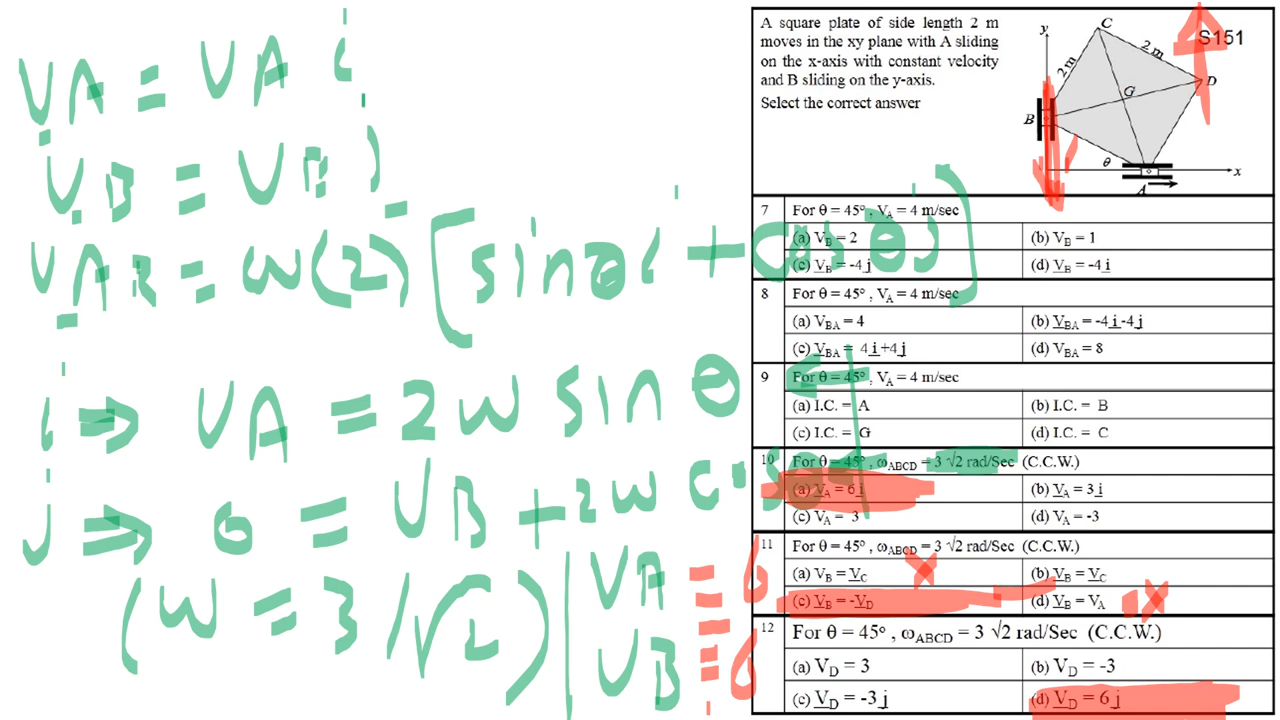 VA = VA i
VB = VB j
VAB = ω(2) [sinθ i + cosθ j]
i ⇒ VA = 2ω sin θ
j ⇒ 0 = VB + 2ω cos θ
(ω = 3/√2) | VA = 6
VB = 6
A square plate of side length 2 m
moves in the xy plane with A sliding
on the x-axis with constant velocity
and B sliding on the y-axis.
Select the correct answer
S151
y
C
2 m
2 m
D
G
B
θ
x
A
7 For θ = 45°, VA = 4 m/sec
(a) VB = 2 (b) VB = 1
(c) VB = -4 j (d) VB = -4 i
8 For θ = 45°, VA = 4 m/sec
(a) VBA = 4 (b) VBA = -4 i -4 j
(c) VBA = 4 i +4 j (d) VBA = 8
9 For θ = 45°, VA = 4 m/sec
(a) I.C. = A (b) I.C. = B
(c) I.C. = G (d) I.C. = C
10 For θ = 45°, ωABCD = 3 √2 rad/Sec (C.C.W.)
(a) VA = 6 i (b) VA = 3 i
(c) VA = 3 (d) VA = -3
11 For θ = 45°, ωABCD = 3 √2 rad/Sec (C.C.W.)
(a) VB = VC (b) VB = VC
(c) VB = -VD (d) VB = VA
12 For θ = 45°, ωABCD = 3 √2 rad/Sec (C.C.W.)
(a) VD = 3 (b) VD = -3
(c) VD = -3 j (d) VD = 6 j